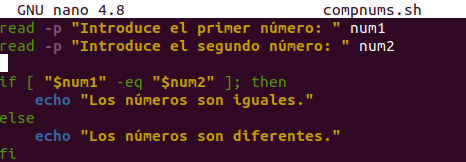 GNU nano 4.8 compnums.sh
read -p "Introduce el primer número: " num1
read -p "Introduce el segundo número: " num2
if [ "$num1" -eq "$num2" ]; then
    echo "Los números son iguales."
else
    echo "Los números son diferentes."
fi